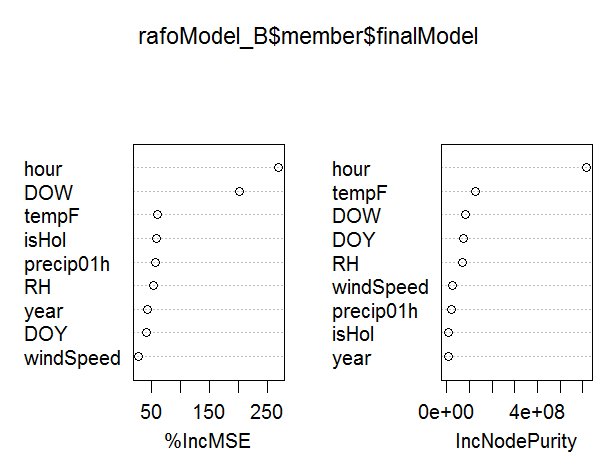 rafoModel_B$member$finalModel
hour
DOW
tempF
isHol
precip01h
RH
year
DOY
windSpeed
50 150 250
%IncMSE
hour
tempF
DOW
DOY
RH
windSpeed
precip01h
isHol
year
0e+00 4e+08
IncNodePurity